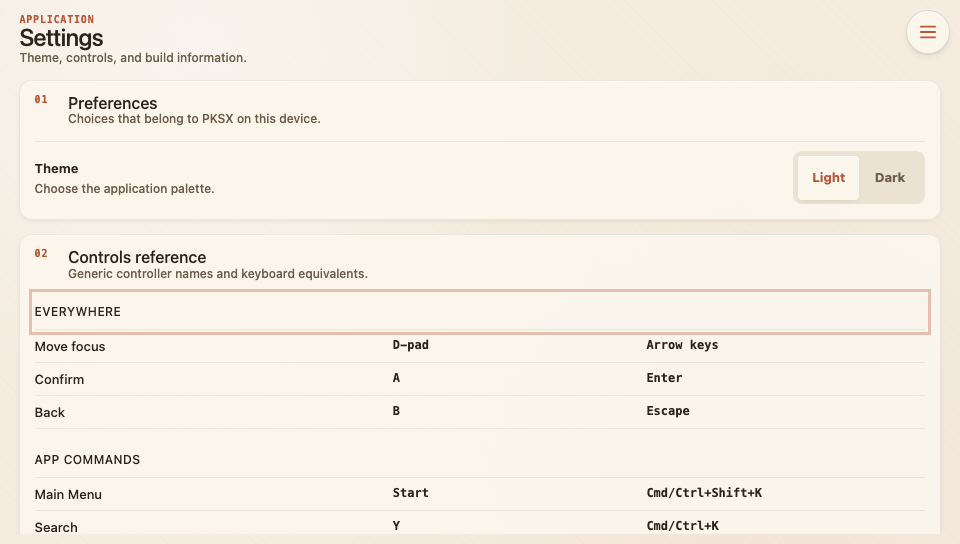 APPLICATION
Settings
Theme, controls, and build information.
01
Preferences
Choices that belong to PKSX on this device.
Theme
Choose the application palette.
Light Dark
02
Controls reference
Generic controller names and keyboard equivalents.
EVERYWHERE
Move focus D-pad Arrow keys
Confirm A Enter
Back B Escape
APP COMMANDS
Main Menu Start Cmd/Ctrl+Shift+K
Search Y Cmd/Ctrl+K